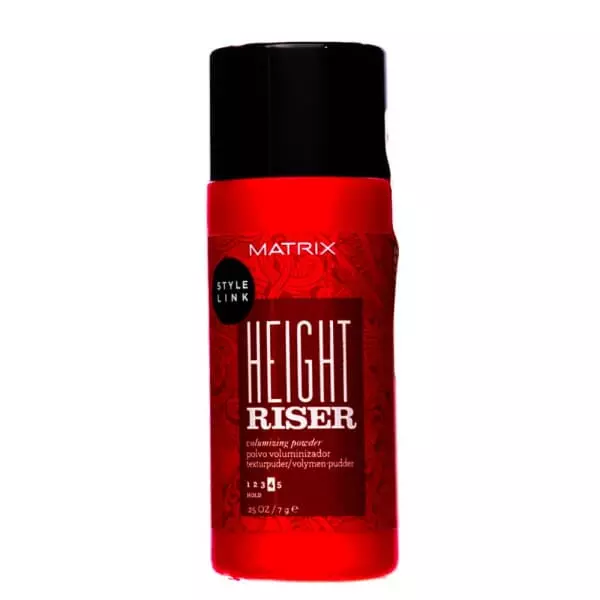 MATRIX
STYLE
LINK
HEIGHT
RISER
volumizing powder
polvo voluminizador
texturpuder/volymen-pudder
1 2 3 4 5
HOLD
.25 OZ / 7 g e